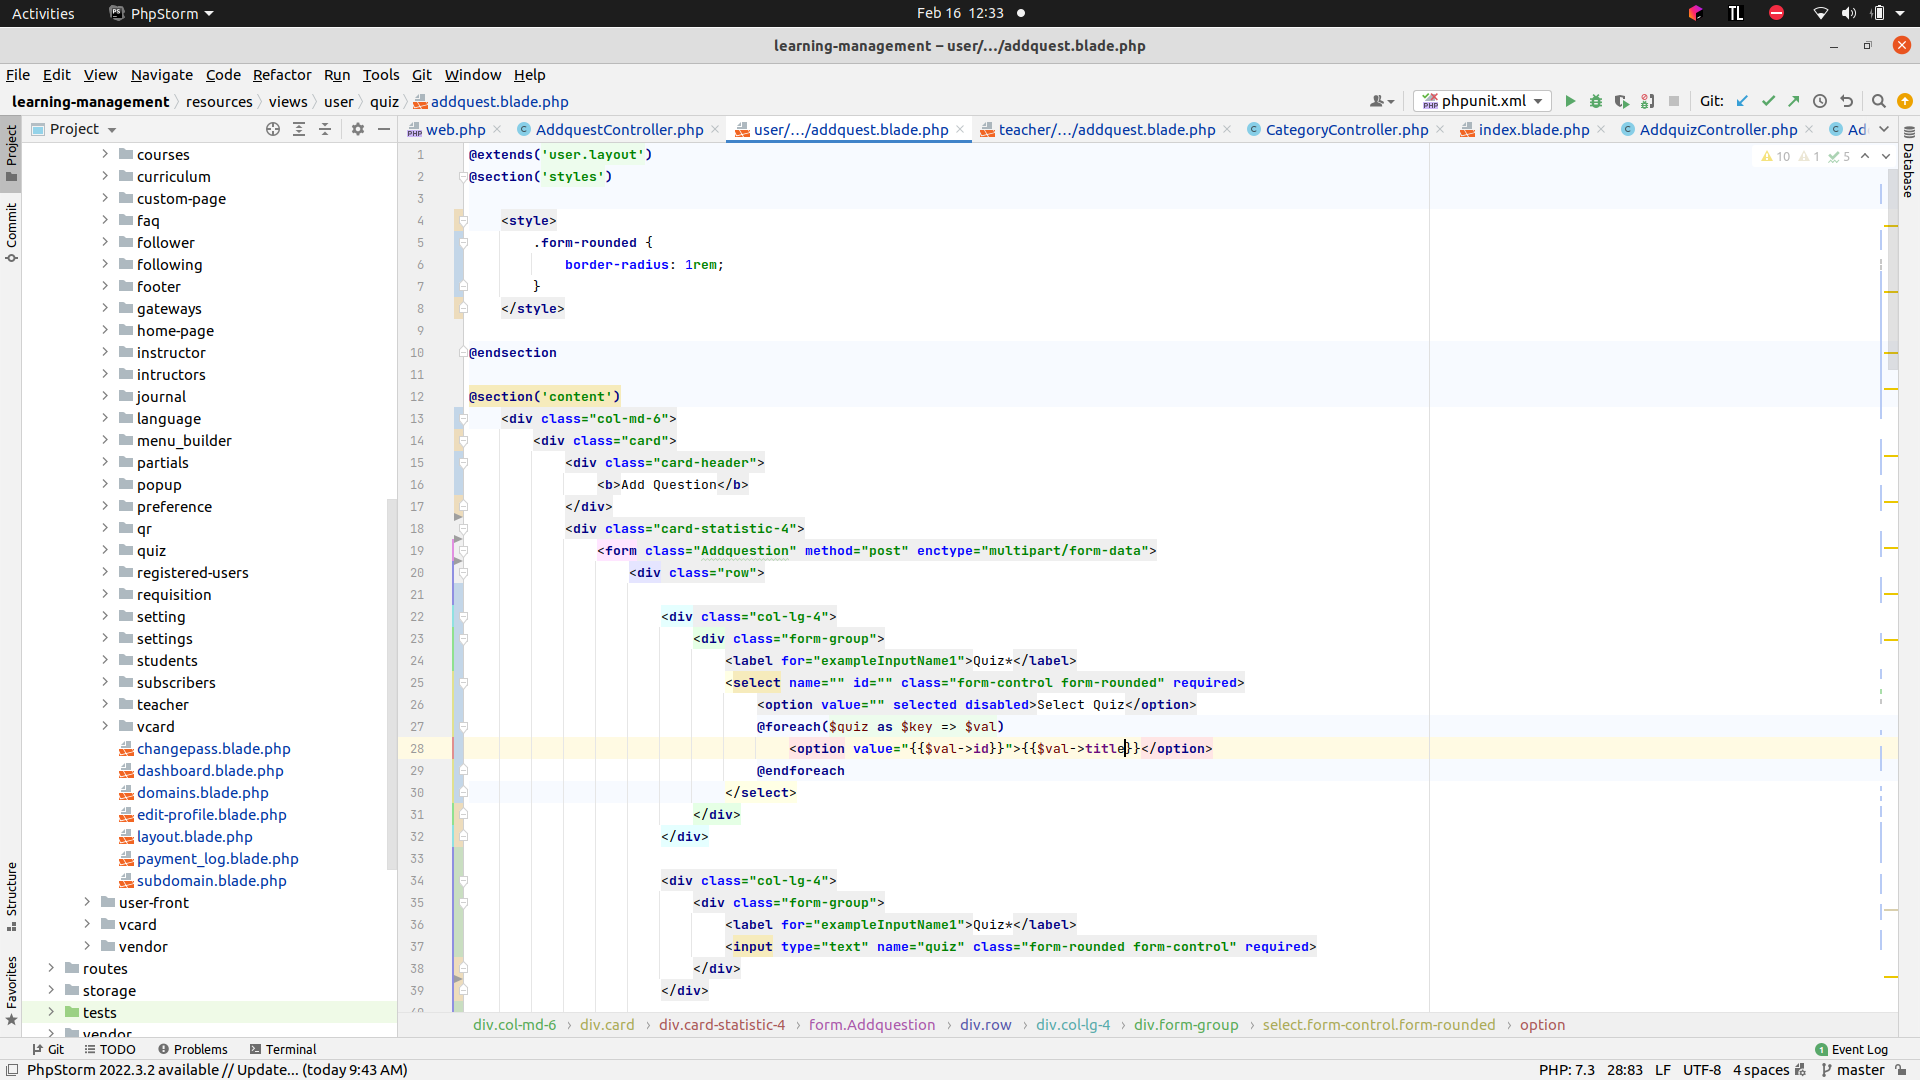 Activities
PhpStorm
Feb 16 12:33
TL
learning-management – user/.../addquest.blade.php
File Edit View Navigate Code Refactor Run Tools Git Window Help
learning-management resources views user quiz addquest.blade.php
phpunit.xml
Git:
Project
web.php
AddquestController.php
user/.../addquest.blade.php
teacher/.../addquest.blade.php
CategoryController.php
index.blade.php
AddquizController.php
Ad
Project
Commit
Structure
Favorites
Database
10 1 5
courses
curriculum
custom-page
faq
follower
following
footer
gateways
home-page
instructor
intructors
journal
language
menu_builder
partials
popup
preference
qr
quiz
registered-users
requisition
setting
settings
students
subscribers
teacher
vcard
changepass.blade.php
dashboard.blade.php
domains.blade.php
edit-profile.blade.php
layout.blade.php
payment_log.blade.php
subdomain.blade.php
user-front
vcard
vendor
routes
storage
tests
vendor
1 @extends('user.layout')
2 @section('styles')
3
4 <style>
5 .form-rounded {
6 border-radius: 1rem;
7 }
8 </style>
9
10 @endsection
11
12 @section('content')
13 <div class="col-md-6">
14 <div class="card">
15 <div class="card-header">
16 <b>Add Question</b>
17 </div>
18 <div class="card-statistic-4">
19 <form class="Addquestion" method="post" enctype="multipart/form-data">
20 <div class="row">
21
22 <div class="col-lg-4">
23 <div class="form-group">
24 <label for="exampleInputName1">Quiz*</label>
25 <select name="" id="" class="form-control form-rounded" required>
26 <option value="" selected disabled>Select Quiz</option>
27 @foreach($quiz as $key => $val)
28 <option value="{{$val->id}}">{{$val->title}}</option>
29 @endforeach
30 </select>
31 </div>
32 </div>
33
34 <div class="col-lg-4">
35 <div class="form-group">
36 <label for="exampleInputName1">Quiz*</label>
37 <input type="text" name="quiz" class="form-rounded form-control" required>
38 </div>
39 </div>
div.col-md-6 › div.card › div.card-statistic-4 › form.Addquestion › div.row › div.col-lg-4 › div.form-group › select.form-control.form-rounded › option
Git TODO Problems Terminal
1 Event Log
PhpStorm 2022.3.2 available // Update... (today 9:43 AM)
PHP: 7.3 28:83 LF UTF-8 4 spaces master